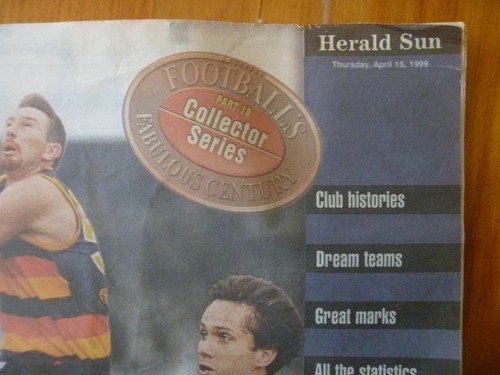 Herald Sun
Thursday, April 15, 1999
FOOTBALL'S
PART 18
Collector
Series
FABULOUS CENTURY
Club histories
Dream teams
Great marks
All the statistics